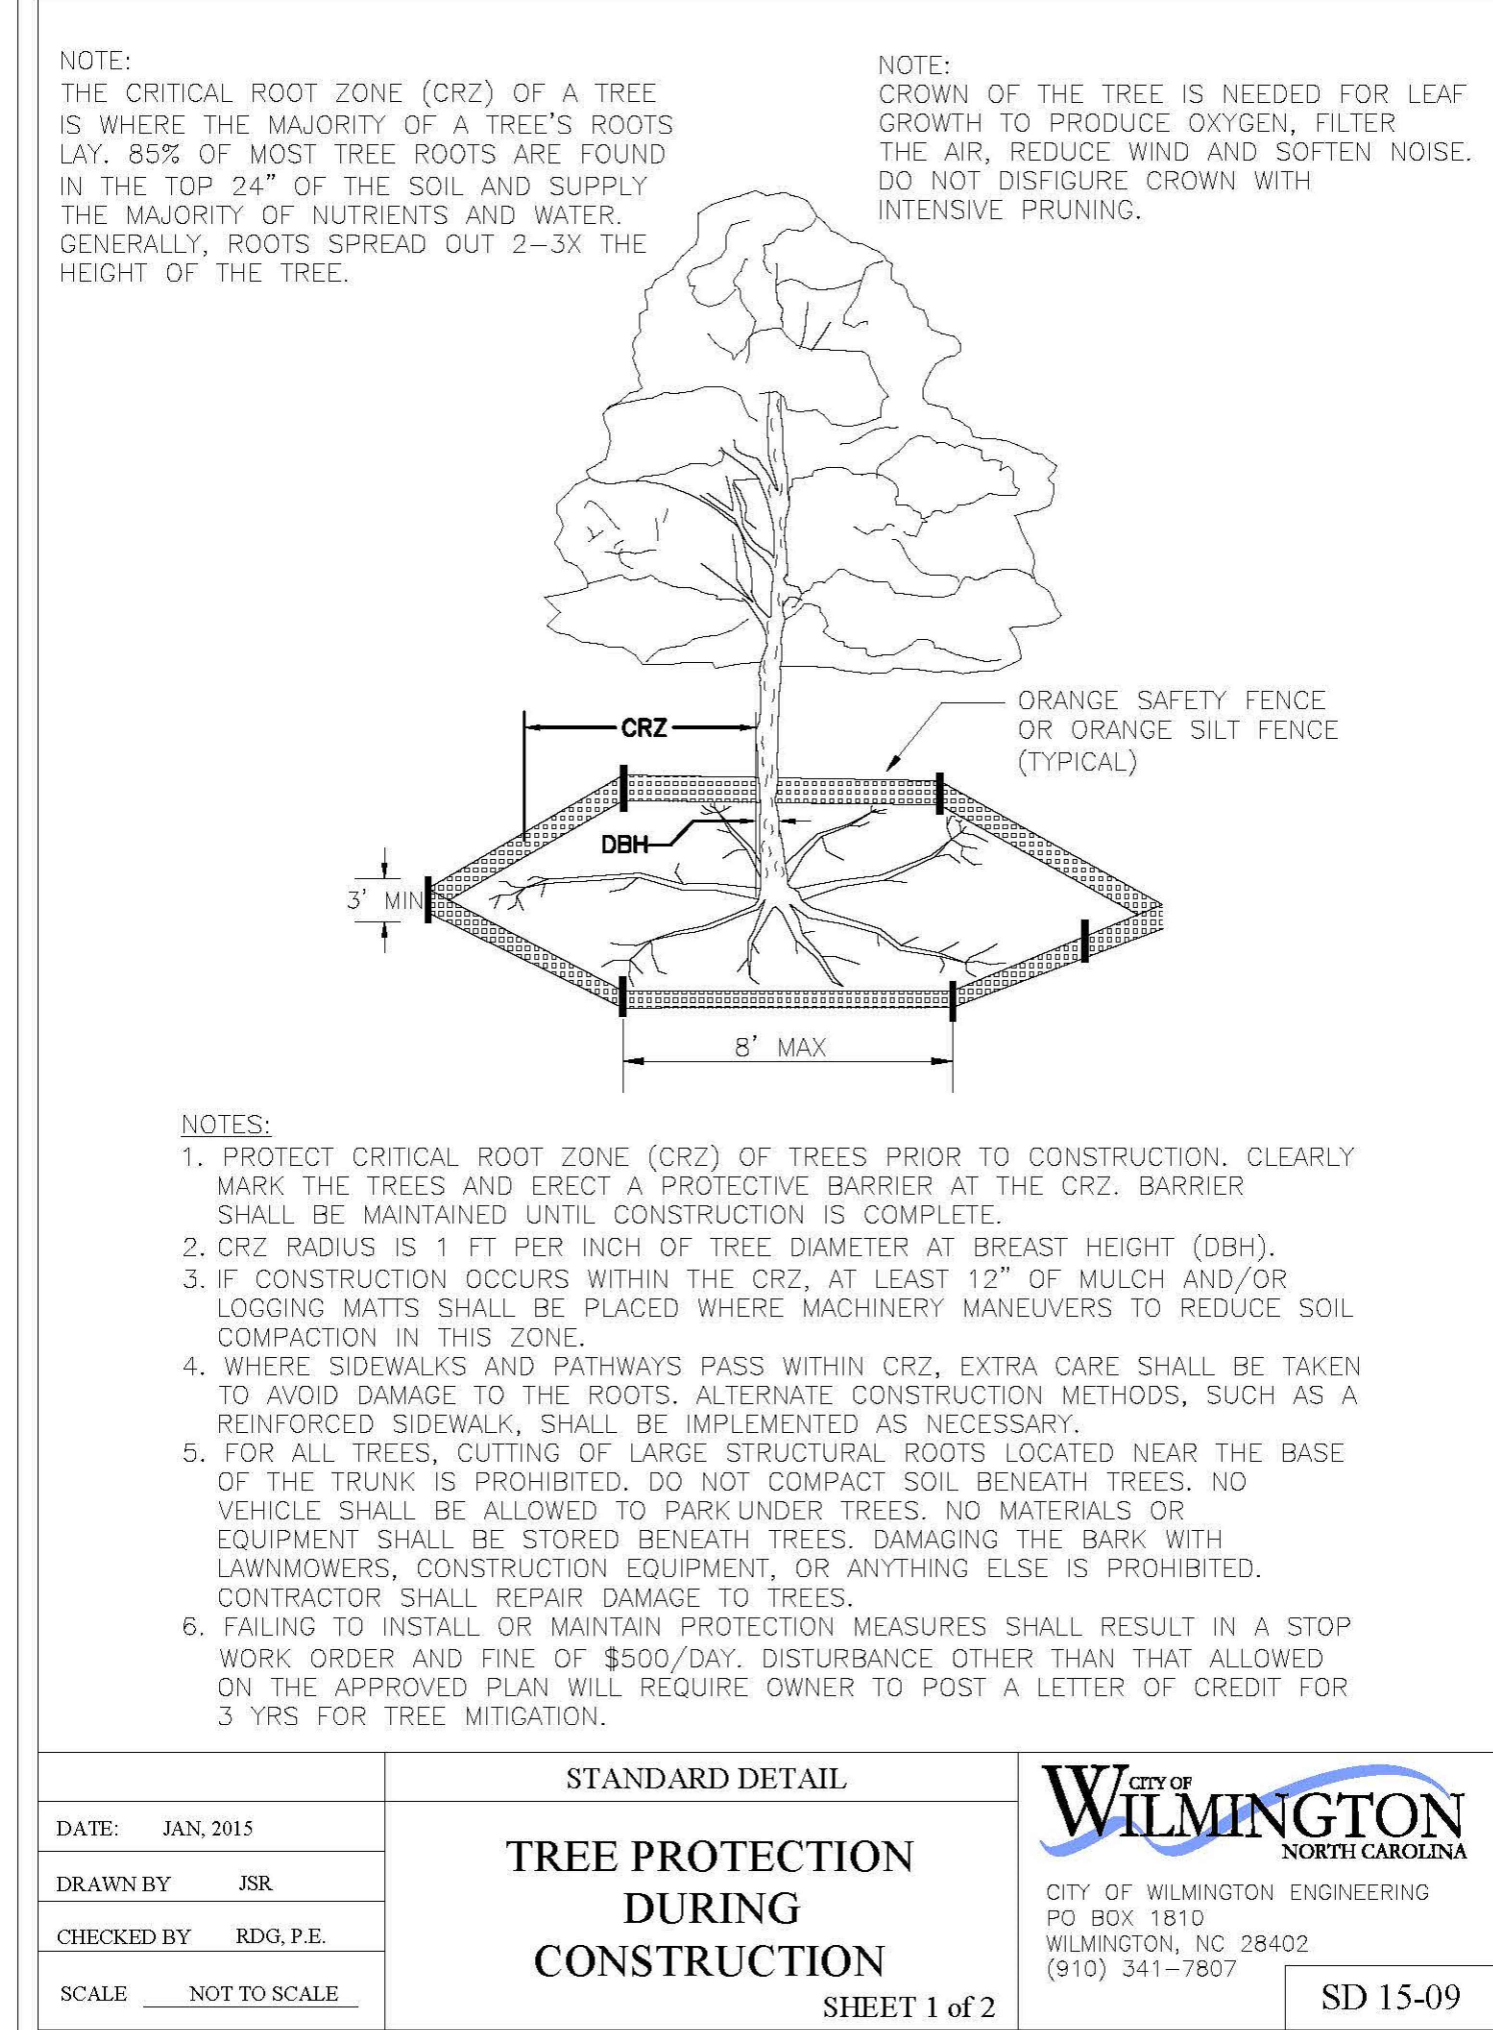 NOTE:
THE CRITICAL ROOT ZONE (CRZ) OF A TREE
IS WHERE THE MAJORITY OF A TREE'S ROOTS
LAY. 85% OF MOST TREE ROOTS ARE FOUND
IN THE TOP 24" OF THE SOIL AND SUPPLY
THE MAJORITY OF NUTRIENTS AND WATER.
GENERALLY, ROOTS SPREAD OUT 2-3X THE
HEIGHT OF THE TREE.
NOTE:
CROWN OF THE TREE IS NEEDED FOR LEAF
GROWTH TO PRODUCE OXYGEN, FILTER
THE AIR, REDUCE WIND AND SOFTEN NOISE.
DO NOT DISFIGURE CROWN WITH
INTENSIVE PRUNING.
ORANGE SAFETY FENCE
OR ORANGE SILT FENCE
(TYPICAL)
CRZ
DBH
3' MIN
8' MAX
NOTES:
1. PROTECT CRITICAL ROOT ZONE (CRZ) OF TREES PRIOR TO CONSTRUCTION. CLEARLY
MARK THE TREES AND ERECT A PROTECTIVE BARRIER AT THE CRZ. BARRIER
SHALL BE MAINTAINED UNTIL CONSTRUCTION IS COMPLETE.
2. CRZ RADIUS IS 1 FT PER INCH OF TREE DIAMETER AT BREAST HEIGHT (DBH).
3. IF CONSTRUCTION OCCURS WITHIN THE CRZ, AT LEAST 12" OF MULCH AND/OR
LOGGING MATTS SHALL BE PLACED WHERE MACHINERY MANEUVERS TO REDUCE SOIL
COMPACTION IN THIS ZONE.
4. WHERE SIDEWALKS AND PATHWAYS PASS WITHIN CRZ, EXTRA CARE SHALL BE TAKEN
TO AVOID DAMAGE TO THE ROOTS. ALTERNATE CONSTRUCTION METHODS, SUCH AS A
REINFORCED SIDEWALK, SHALL BE IMPLEMENTED AS NECESSARY.
5. FOR ALL TREES, CUTTING OF LARGE STRUCTURAL ROOTS LOCATED NEAR THE BASE
OF THE TRUNK IS PROHIBITED. DO NOT COMPACT SOIL BENEATH TREES. NO
VEHICLE SHALL BE ALLOWED TO PARK UNDER TREES. NO MATERIALS OR
EQUIPMENT SHALL BE STORED BENEATH TREES. DAMAGING THE BARK WITH
LAWNMOWERS, CONSTRUCTION EQUIPMENT, OR ANYTHING ELSE IS PROHIBITED.
CONTRACTOR SHALL REPAIR DAMAGE TO TREES.
6. FAILING TO INSTALL OR MAINTAIN PROTECTION MEASURES SHALL RESULT IN A STOP
WORK ORDER AND FINE OF $500/DAY. DISTURBANCE OTHER THAN THAT ALLOWED
ON THE APPROVED PLAN WILL REQUIRE OWNER TO POST A LETTER OF CREDIT FOR
3 YRS FOR TREE MITIGATION.
DATE: JAN, 2015
DRAWN BY JSR
CHECKED BY RDG, P.E.
SCALE NOT TO SCALE
STANDARD DETAIL
TREE PROTECTION
DURING
CONSTRUCTION
SHEET 1 of 2
CITY OF
WILMINGTON
NORTH CAROLINA
CITY OF WILMINGTON ENGINEERING
PO BOX 1810
WILMINGTON, NC 28402
(910) 341-7807
SD 15-09